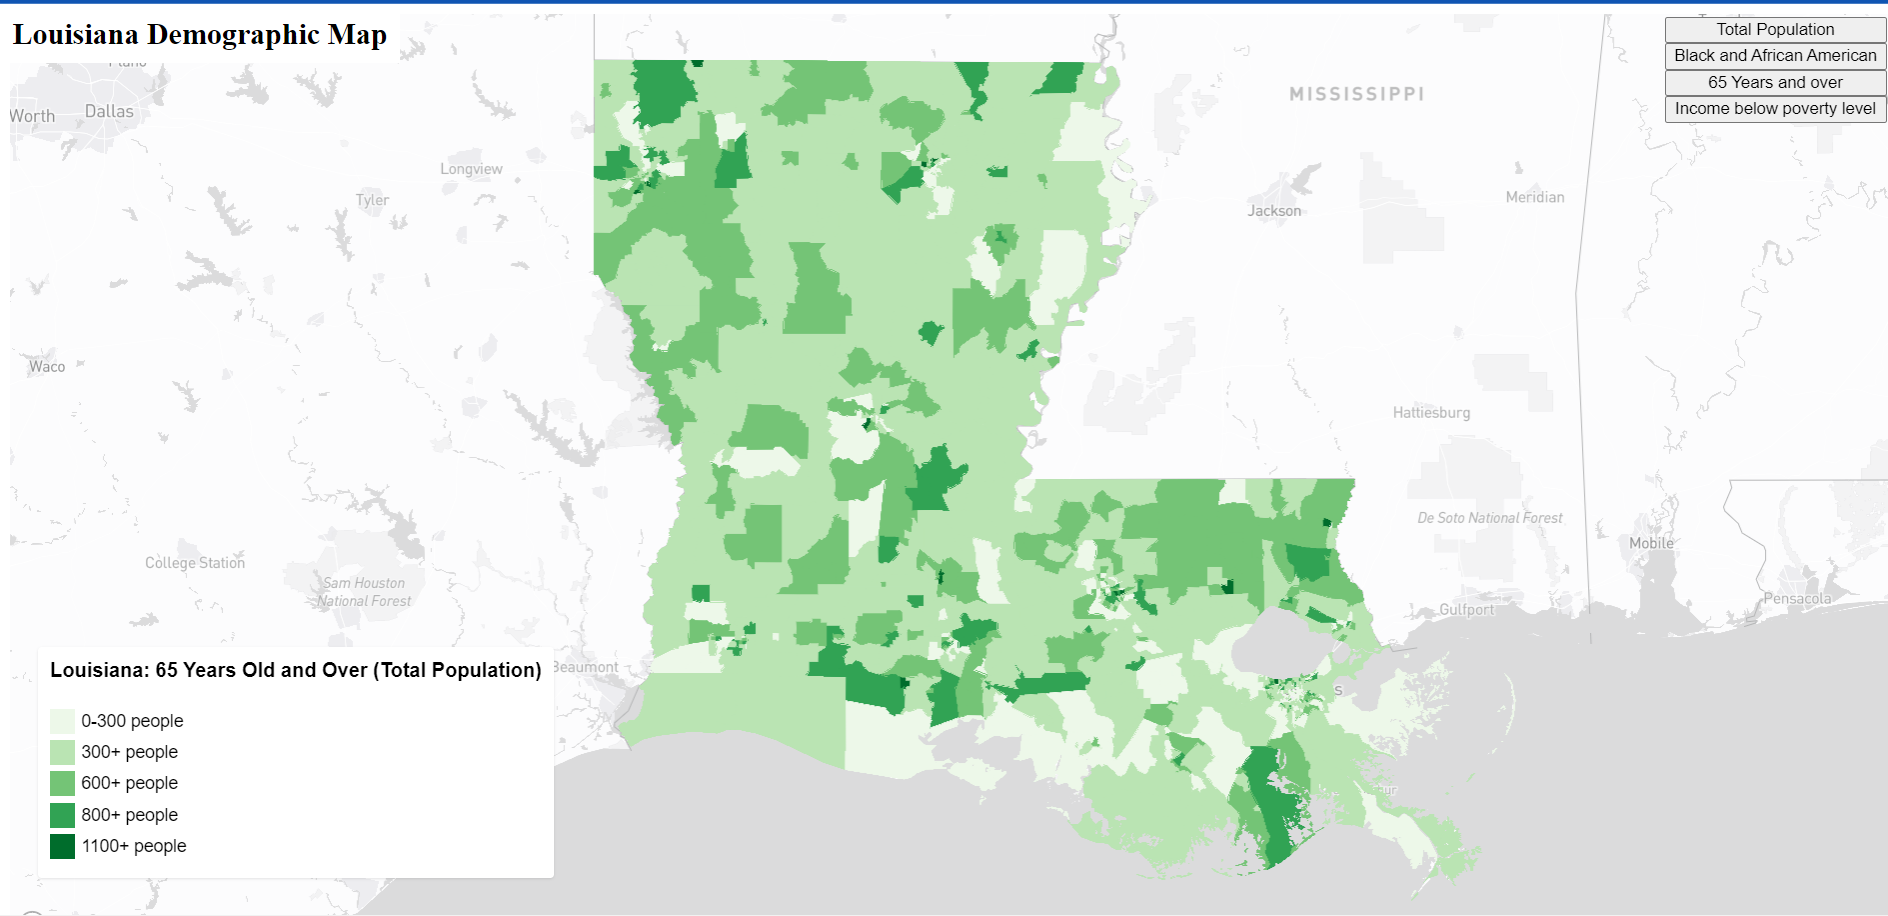 Louisiana Demographic Map
Total Population
Black and African American
65 Years and over
Income below poverty level
MISSISSIPPI
Worth
Dallas
Longview
Tyler
Jackson
Meridian
Waco
Hattiesburg
College Station
De Soto National Forest
Mobile
Sam Houston
National Forest
Gulfport
Pensacola
Beaumont
Louisiana: 65 Years Old and Over (Total Population)
0-300 people
300+ people
600+ people
800+ people
1100+ people